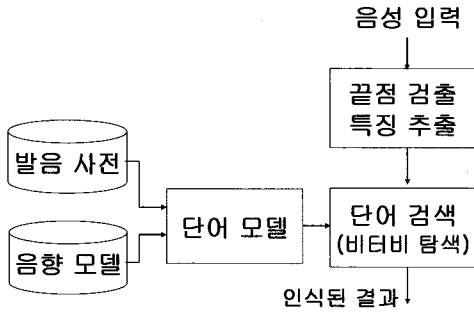 음성 입력
끝점 검출
특징 추출
발음 사전
단어 모델
단어 검색
(비터비 탐색)
음향 모델
인식된 결과